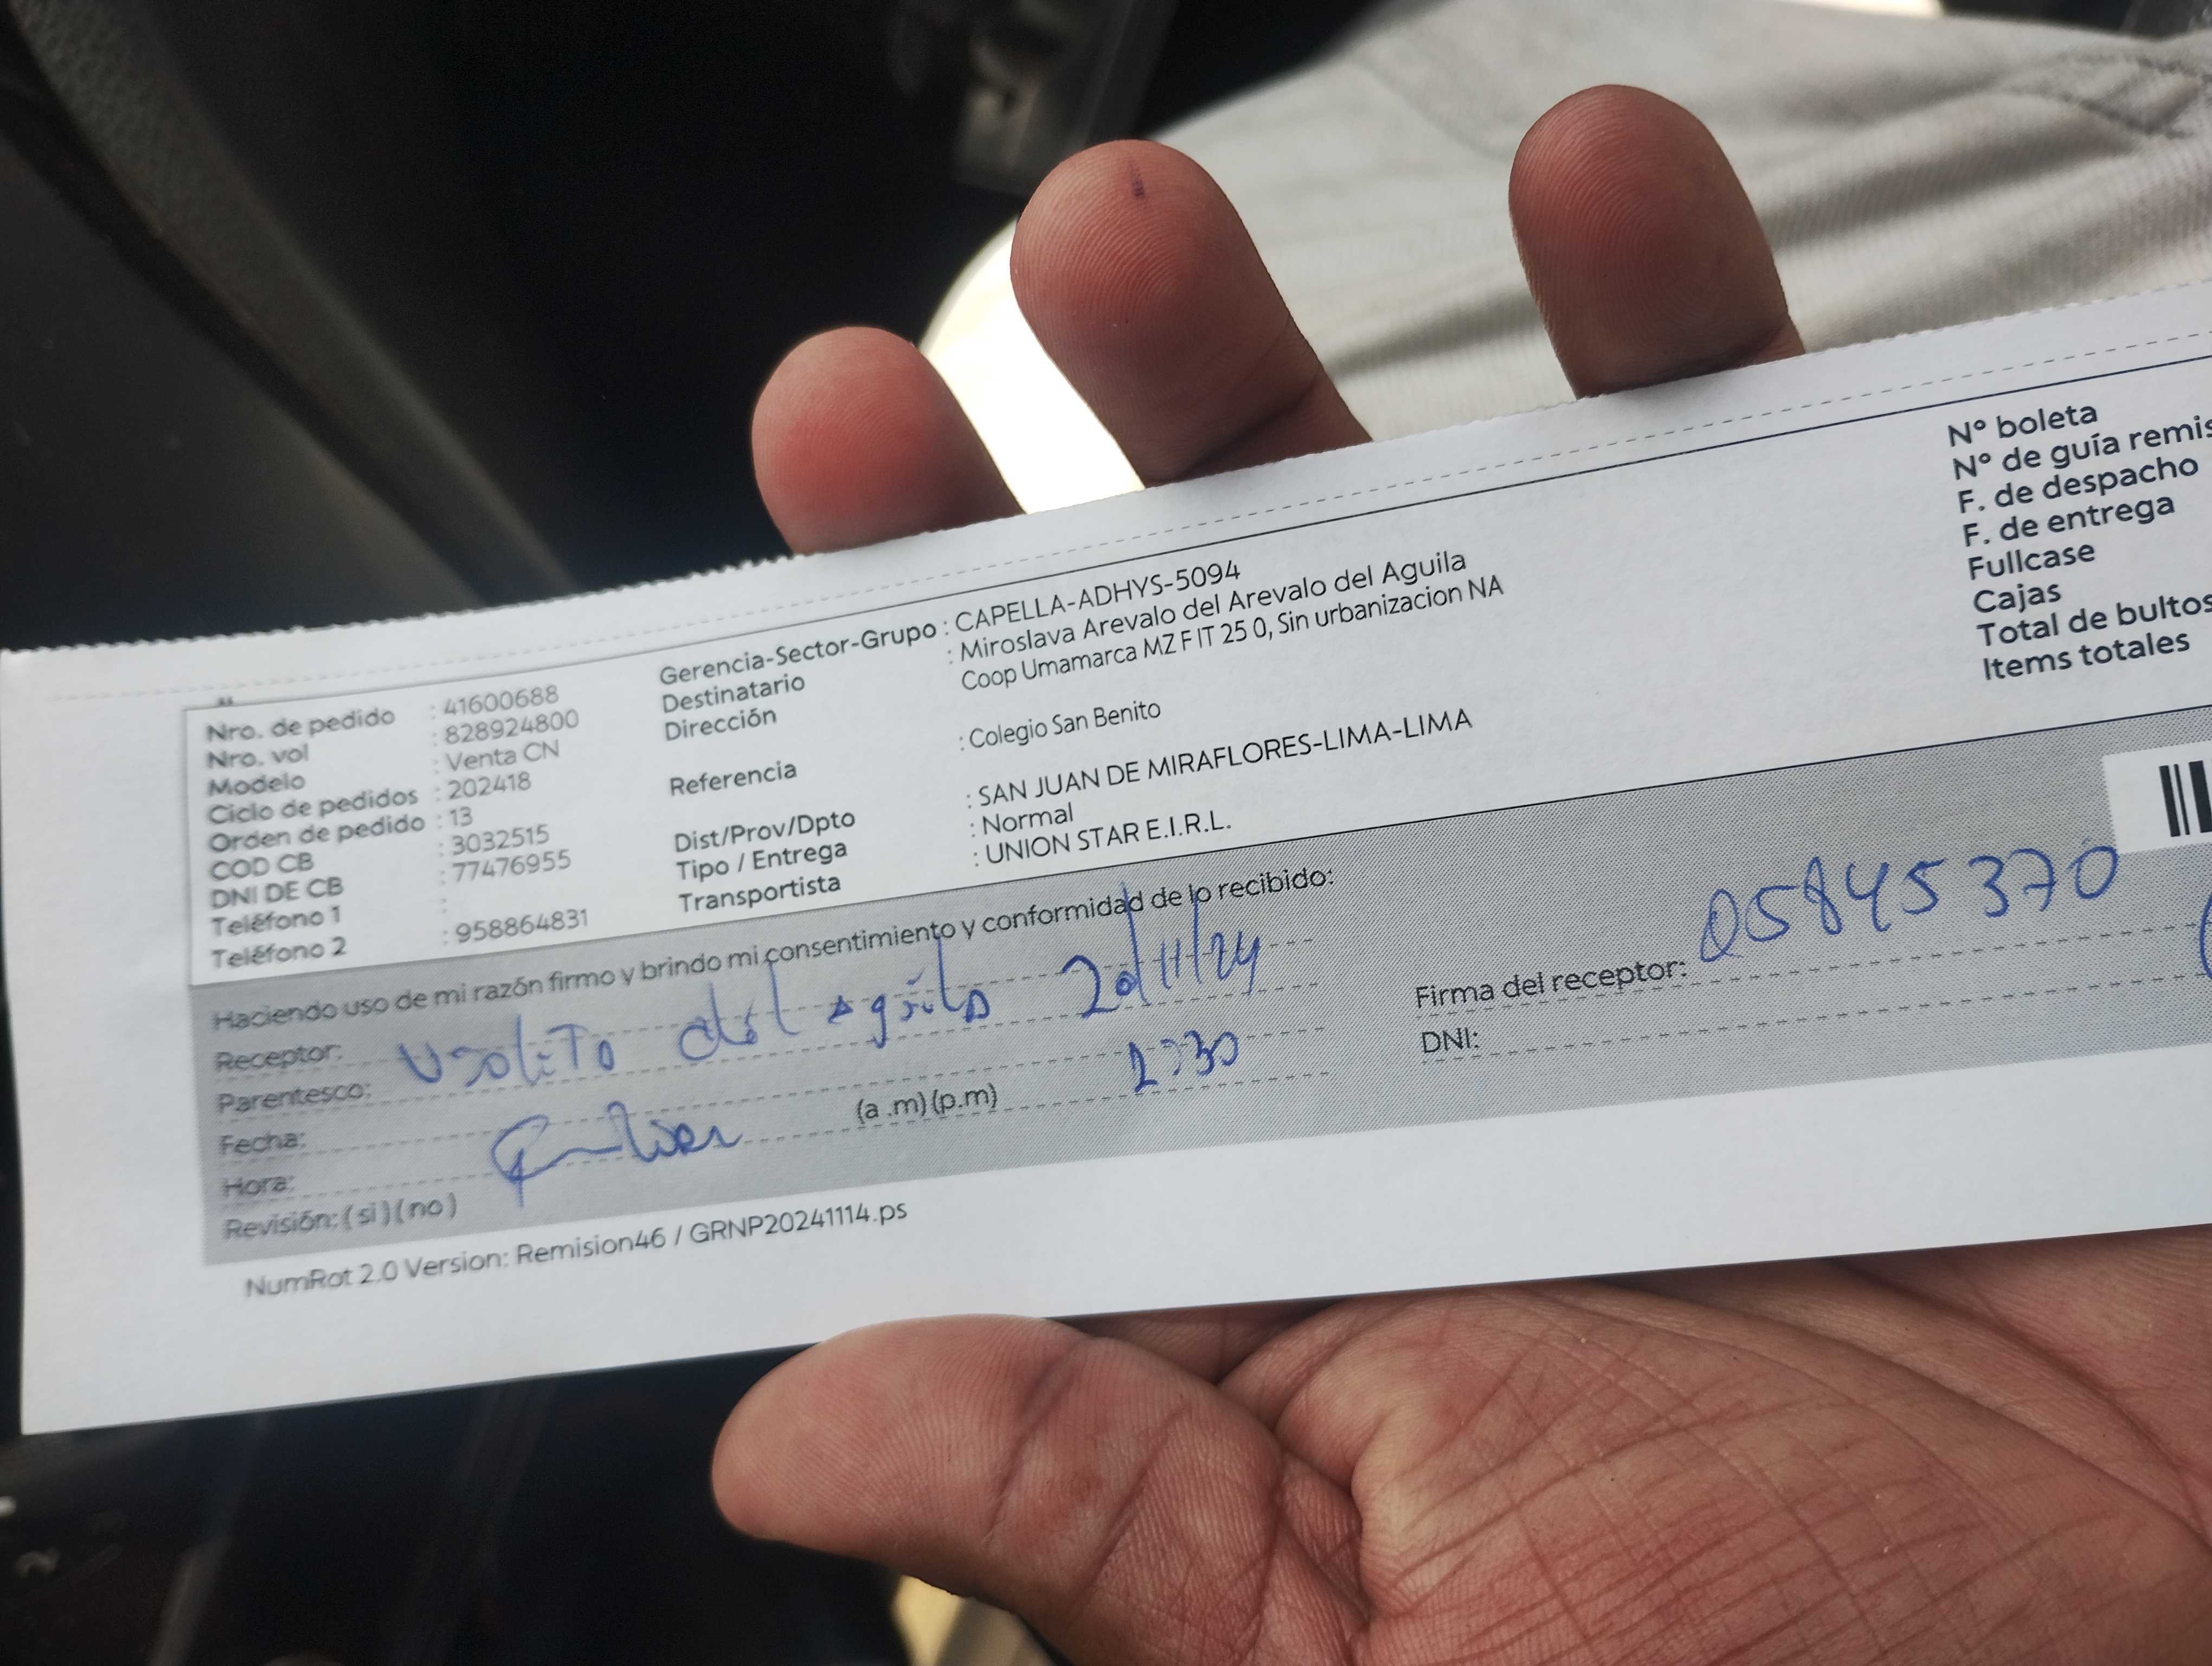 Nro. de pedido : 41600688
Nro. vol : 828924800
Modelo : Venta CN
Ciclo de pedidos : 202418
Orden de pedido : 13
COD CB : 3032515
DNI DE CB : 77476955
Teléfono 1 :
Teléfono 2 : 958864831
Gerencia-Sector-Grupo : CAPELLA-ADHYS-5094
Destinatario : Miroslava Arevalo del Arevalo del Aguila
Dirección Coop Umamarca MZ F IT 25 0, Sin urbanizacion NA
Referencia : Colegio San Benito
Dist/Prov/Dpto : SAN JUAN DE MIRAFLORES-LIMA-LIMA
Tipo / Entrega : Normal
Transportista : UNION STAR E.I.R.L.
N° boleta
N° de guía
F. de despacho
F. de entrega
Fullcase
Cajas
Total de bultos
Items totales
Haciendo uso de mi razón firmo y brindo mi consentimiento y conformidad de lo recibido:
Receptor: del 20/11/24
Parentesco:
Fecha: (a .m)(p.m) 2:30
Hora:
Revisión: (si)(no)
Firma del receptor: 05845370
DNI:
NumRot 2.0 Version: Remision46 / GRNP20241114.ps